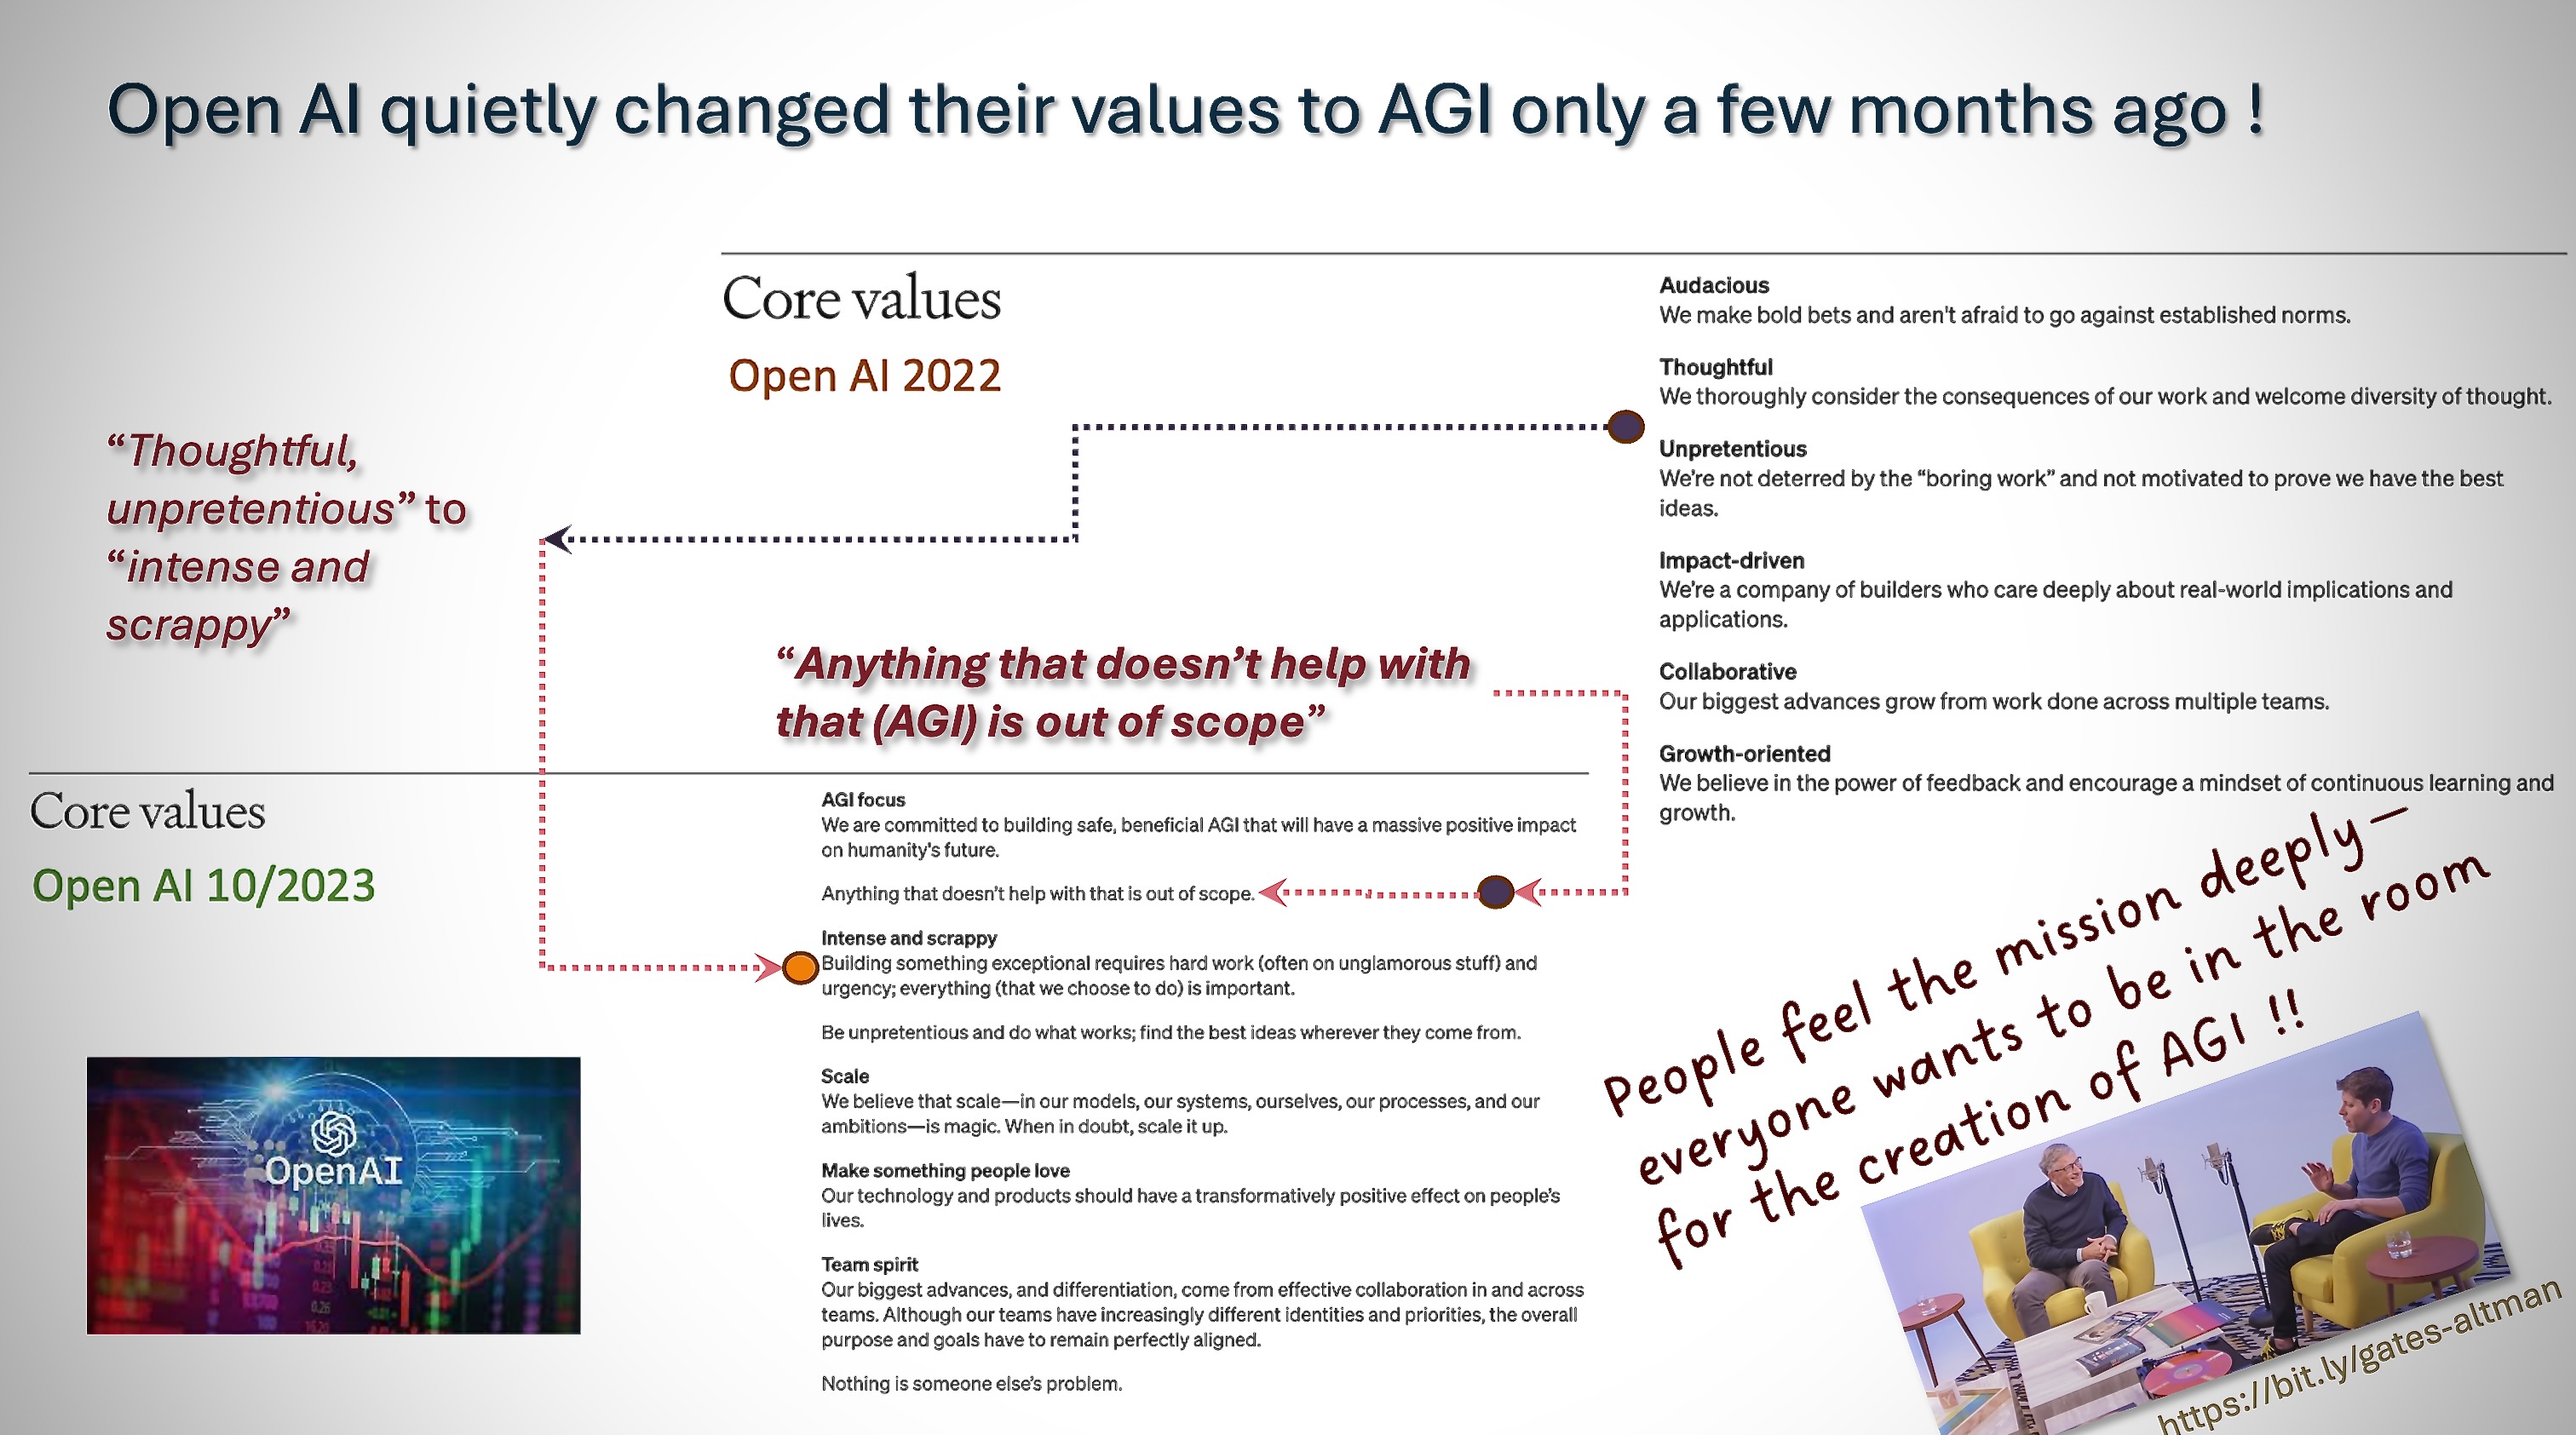 Open AI quietly changed their values to AGI only a few months ago !
Core values
Open AI 2022
Audacious
We make bold bets and aren't afraid to go against established norms.
Thoughtful
We thoroughly consider the consequences of our work and welcome diversity of thought.
Unpretentious
We're not deterred by the “boring work” and not motivated to prove we have the best
ideas.
Impact-driven
We're a company of builders who care deeply about real-world implications and
applications.
Collaborative
Our biggest advances grow from work done across multiple teams.
Growth-oriented
We believe in the power of feedback and encourage a mindset of continuous learning and
growth.
“Thoughtful,
unpretentious” to
“intense and
scrappy”
“Anything that doesn’t help with
that (AGI) is out of scope”
Core values
Open AI 10/2023
AGI focus
We are committed to building safe, beneficial AGI that will have a massive positive impact
on humanity's future.
Anything that doesn’t help with that is out of scope.
Intense and scrappy
Building something exceptional requires hard work (often on unglamorous stuff) and
urgency; everything (that we choose to do) is important.
Be unpretentious and do what works; find the best ideas wherever they come from.
Scale
We believe that scale—in our models, our systems, ourselves, our processes, and our
ambitions—is magic. When in doubt, scale it up.
Make something people love
Our technology and products should have a transformatively positive effect on people’s
lives.
Team spirit
Our biggest advances, and differentiation, come from effective collaboration in and across
teams. Although our teams have increasingly different identities and priorities, the overall
purpose and goals have to remain perfectly aligned.
Nothing is someone else’s problem.
OpenAI
People feel the mission deeply—
everyone wants to be in the room
for the creation of AGI !!
https://bit.ly/gates-altman